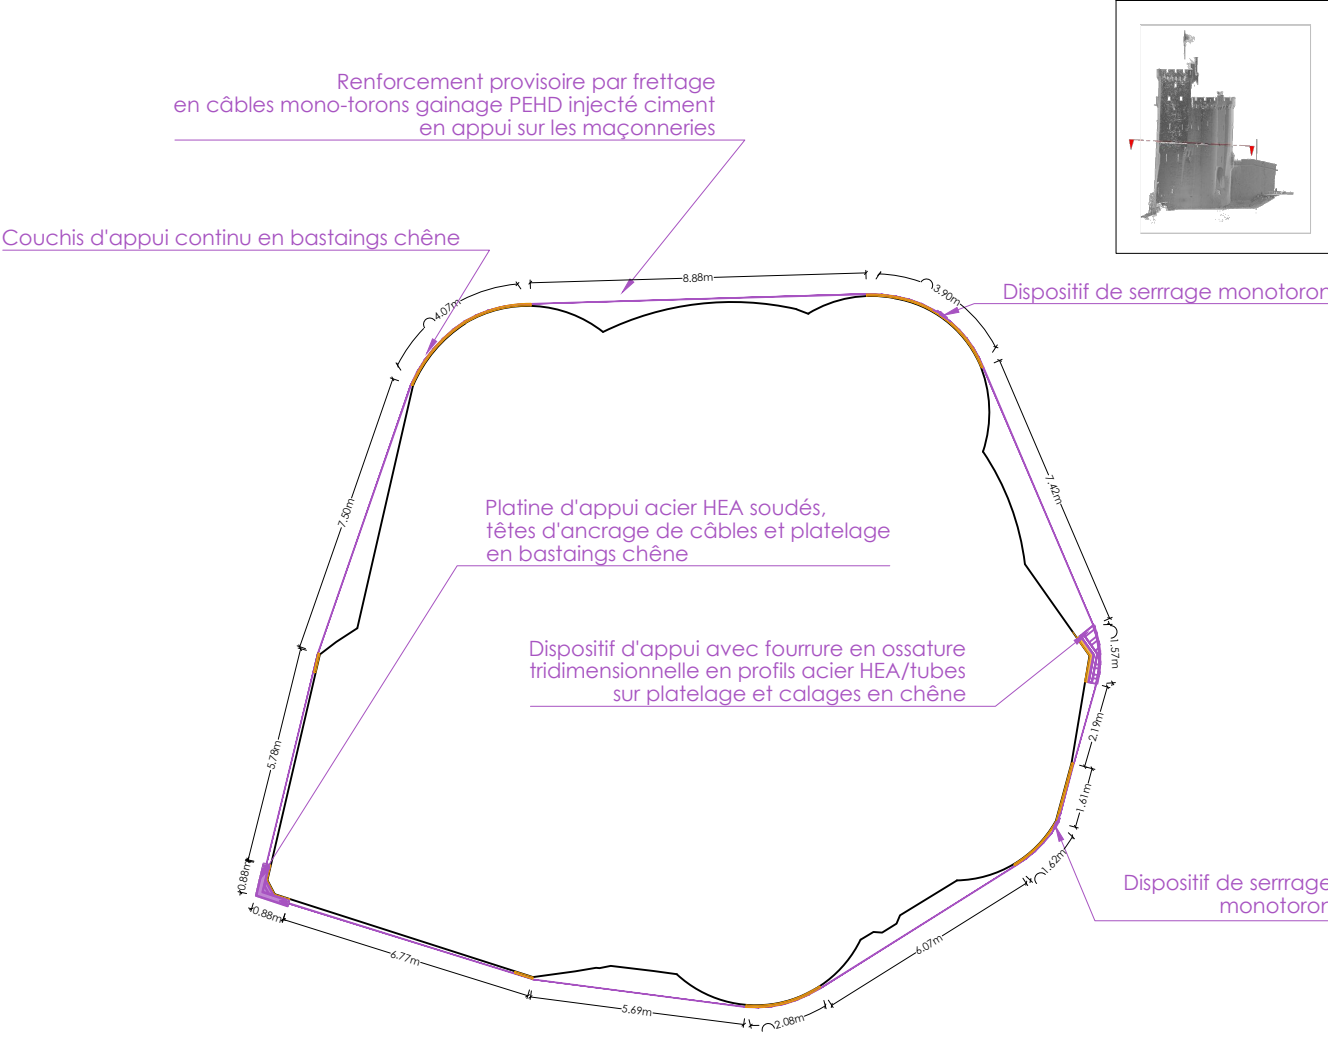 Renforcement provisoire par frettage
en câbles mono-torons gainage PEHD injecté ciment
en appui sur les maçonneries
Couchis d'appui continu en bastaings chêne
8.88m
3.90m
4.07m
Dispositif de serrrage monotoron
7.50m
7.42m
Platine d'appui acier HEA soudés,
têtes d'ancrage de câbles et platelage
en bastaings chêne
Dispositif d'appui avec fourrure en ossature
tridimensionnelle en profils acier HEA/tubes
sur platelage et calages en chêne
1.57m
2.19m
5.78m
1.61m
1.62m
Dispositif de serrrage
monotoron
0.88m
0.88m
6.77m
6.07m
5.69m
2.08m